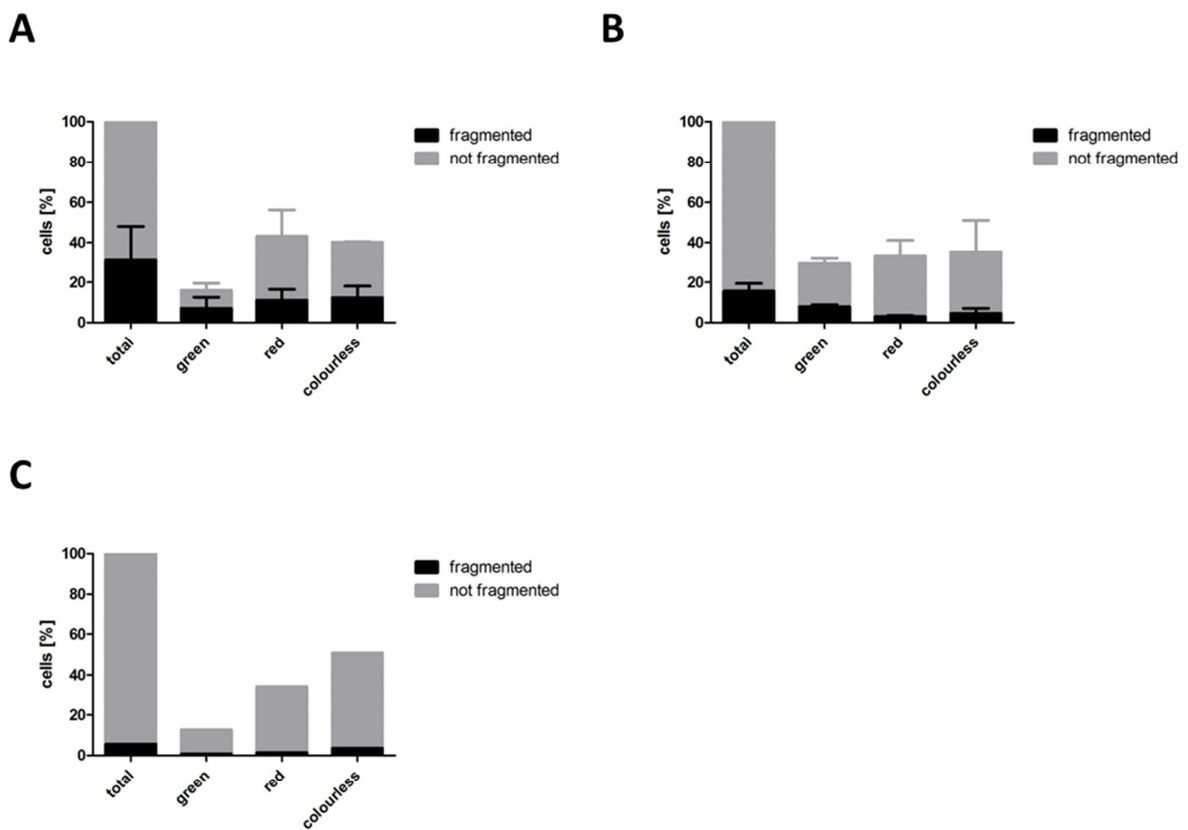 A
cells [%]
100
80
60
40
20
0
total
green
red
colourless
fragmented
not fragmented
B
cells [%]
100
80
60
40
20
0
total
green
red
colourless
fragmented
not fragmented
C
cells [%]
100
80
60
40
20
0
total
green
red
colourless
fragmented
not fragmented